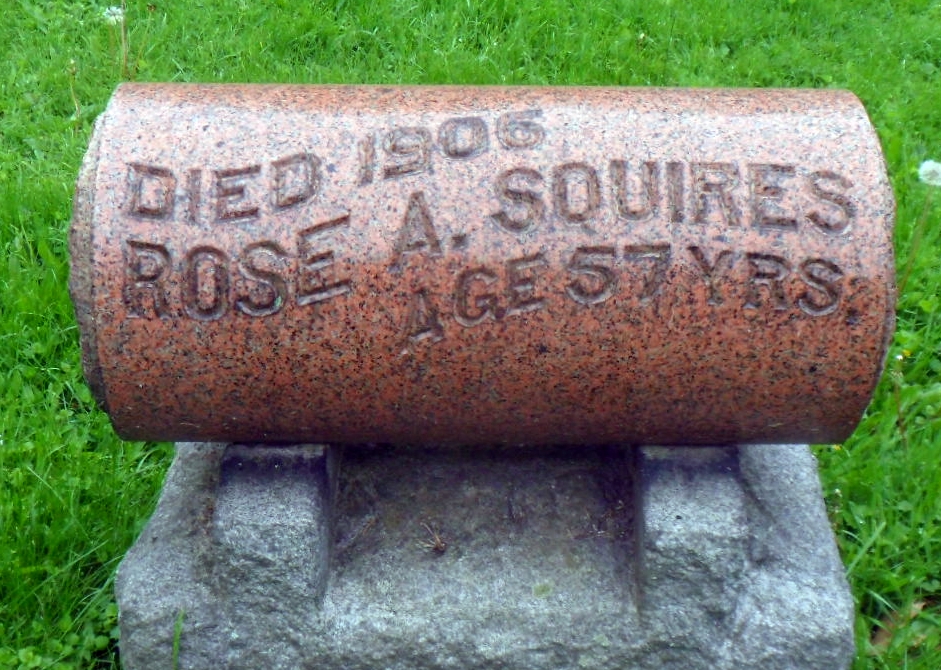 DIED 1906
ROSE A. SQUIRES
AGE 57 YRS.